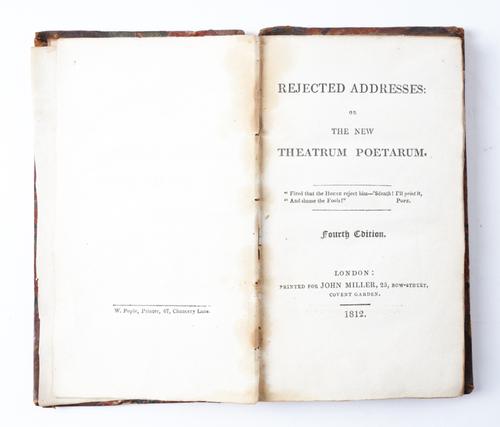 W. Pople, Printer, 67, Chancery Lane.
REJECTED ADDRESSES:
OR
THE NEW
THEATRUM POETARUM.
"Fired that the House reject him—"Sdeath! I'll print it,
"And shame the Fools!" POPE.
Fourth Edition.
LONDON:
PRINTED FOR JOHN MILLER, 25, BOW-STREET,
COVENT GARDEN.
1812.